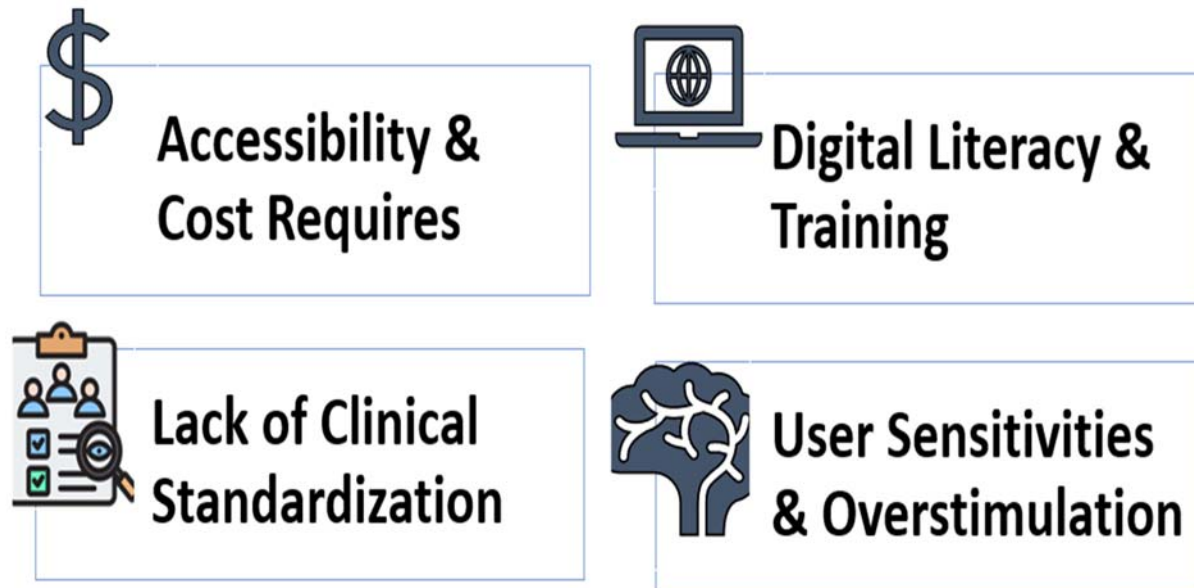 Accessibility &
Cost Requires
Digital Literacy &
Training
Lack of Clinical
Standardization
User Sensitivities
& Overstimulation